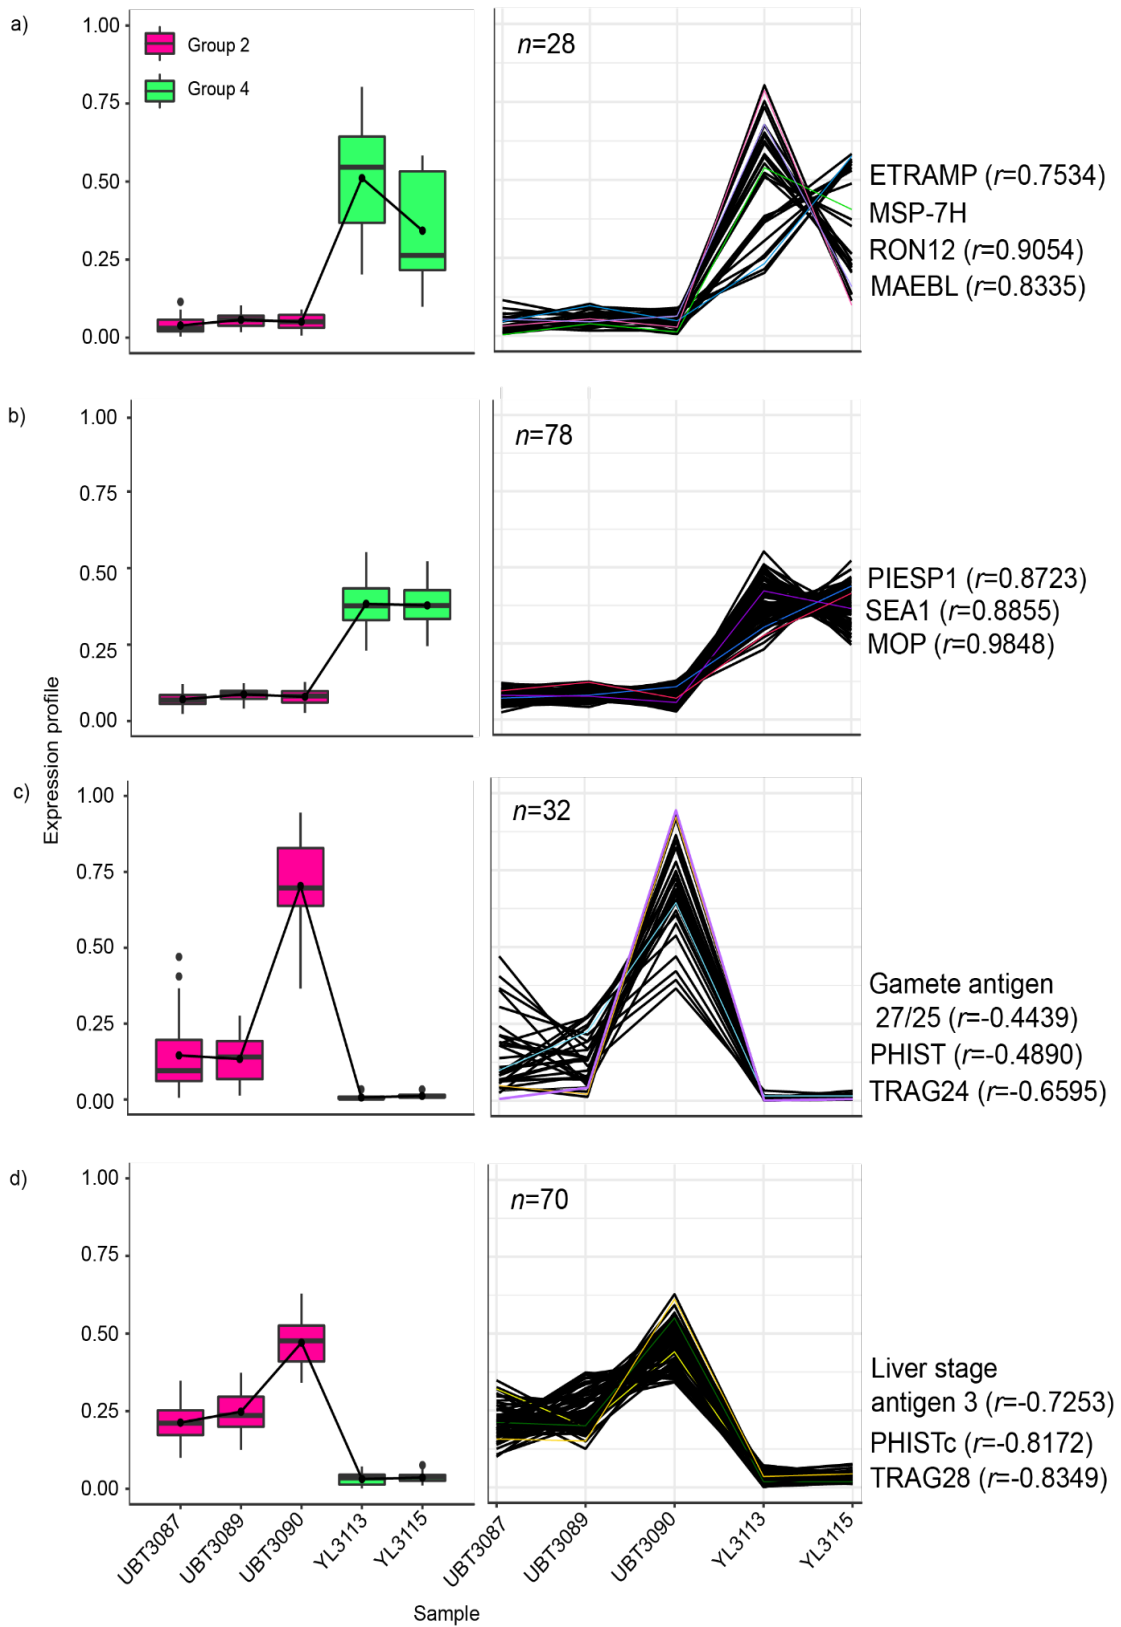 a)
1.00
0.75
0.50
0.25
0.00
Group 2
Group 4
n=28
ETRAMP (r=0.7534)
MSP-7H
RON12 (r=0.9054)
MAEBL (r=0.8335)
b)
1.00
0.75
0.50
0.25
0.00
n=78
PIESP1 (r=0.8723)
SEA1 (r=0.8855)
MOP (r=0.9848)
Expression profile
c)
1.00
0.75
0.50
0.25
0.00
n=32
Gamete antigen
27/25 (r=-0.4439)
PHIST (r=-0.4890)
TRAG24 (r=-0.6595)
d)
1.00
0.75
0.50
0.25
0.00
n=70
Liver stage
antigen 3 (r=-0.7253)
PHISTc (r=-0.8172)
TRAG28 (r=-0.8349)
UBT3087
UBT3089
UBT3090
YL3113
YL3115
UBT3087
UBT3089
UBT3090
YL3113
YL3115
Sample